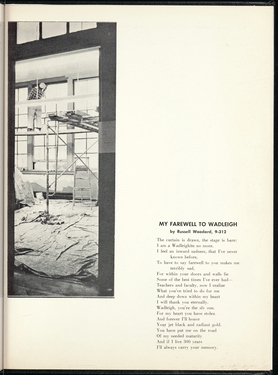 MY FAREWELL TO WADLEIGH
by Russell Woodard, 9-313
The curtain is drawn, the stage is bare:
I am a Wadleighite no more.
I feel an inward sadness, that I've never
known before,
To have to say farewell to you makes me
terribly sad.
For within your doors and walls lie
Some of the best times I've ever had—
Teachers and faculty, now I realize
What you've tried to do for me
And deep down within my heart
I will thank you eternally.
Wadleigh, you're the
For my heart you have stolen
And forever I'll honor
Your jet black and radiant gold.
You have put me on the road
Of my needed maturity
And if I live 300 years
I'll always carry your memory.